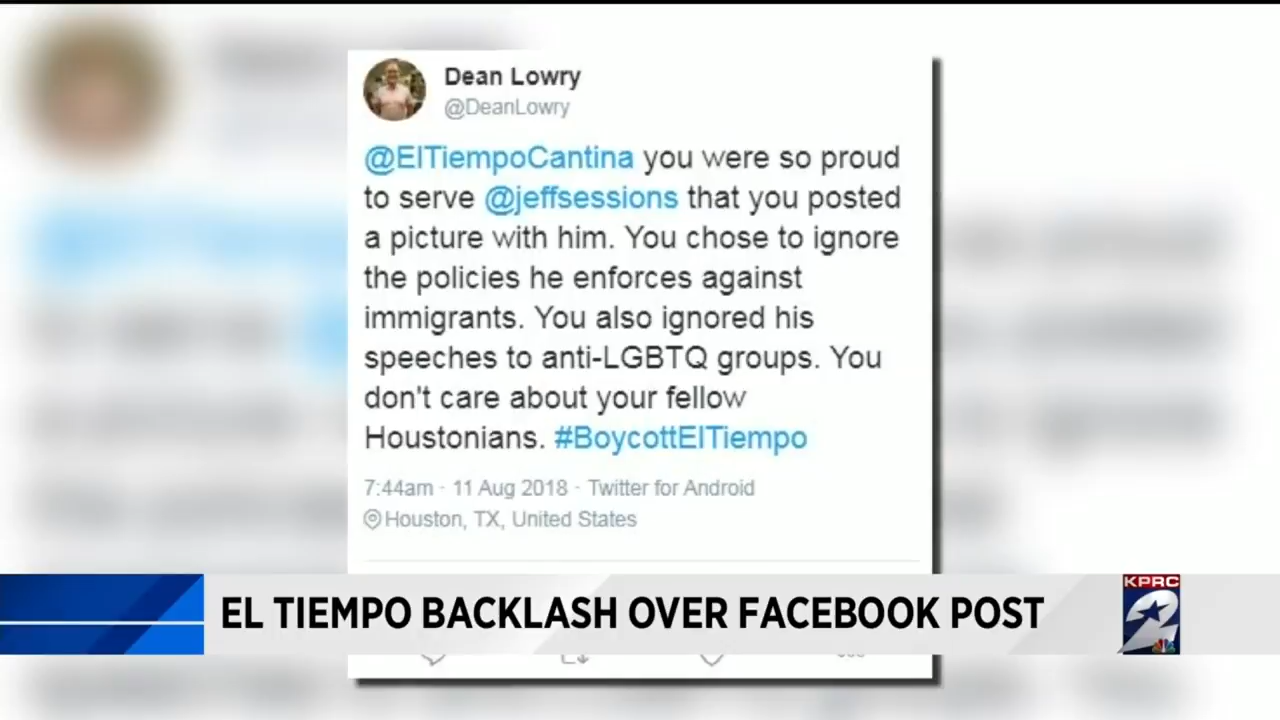 Dean Lowry
@DeanLowry
@ElTiempoCantina you were so proud
to serve @jeffsessions that you posted
a picture with him. You chose to ignore
the policies he enforces against
immigrants. You also ignored his
speeches to anti-LGBTQ groups. You
don't care about your fellow
Houstonians. #BoycottElTiempo
7:44am · 11 Aug 2018 · Twitter for Android
Houston, TX, United States
EL TIEMPO BACKLASH OVER FACEBOOK POST
KPRC
2